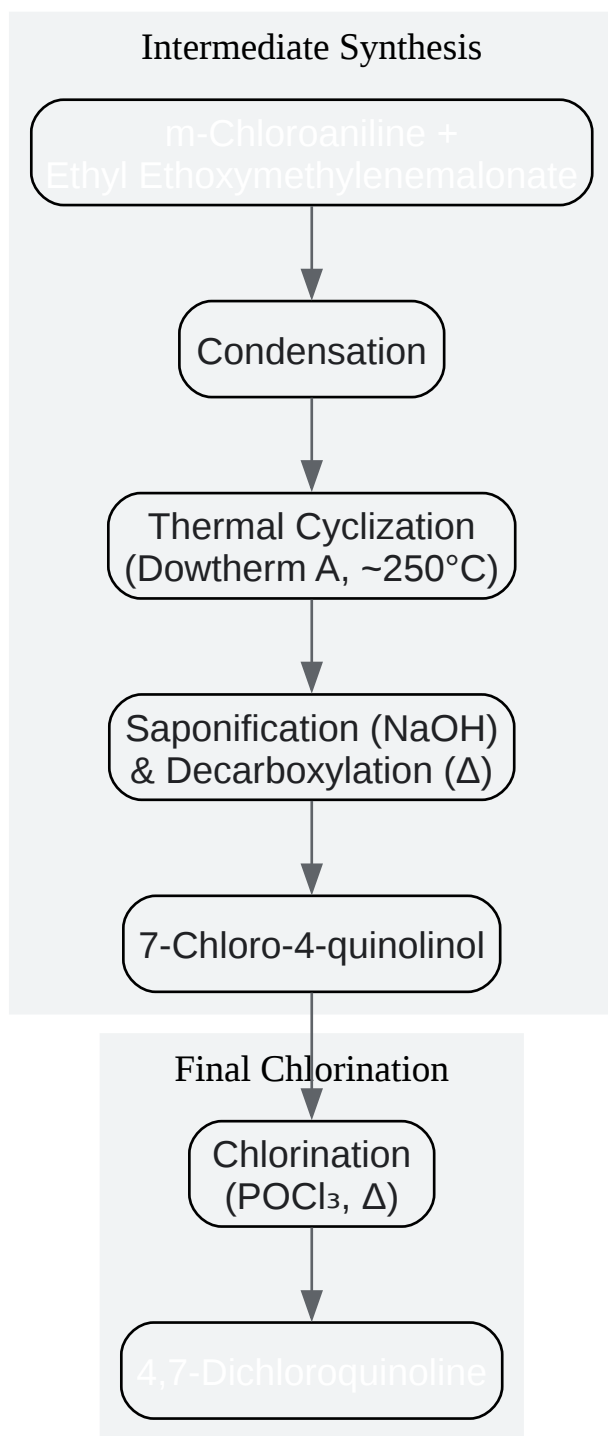 Intermediate Synthesis
m-Chloroaniline +
Ethyl Ethoxymethylenemalonate
Condensation
Thermal Cyclization
(Dowtherm A, ~250°C)
Saponification (NaOH)
& Decarboxylation (Δ)
7-Chloro-4-quinolinol
Final Chlorination
Chlorination
(POCl₃, Δ)
4,7-Dichloroquinoline